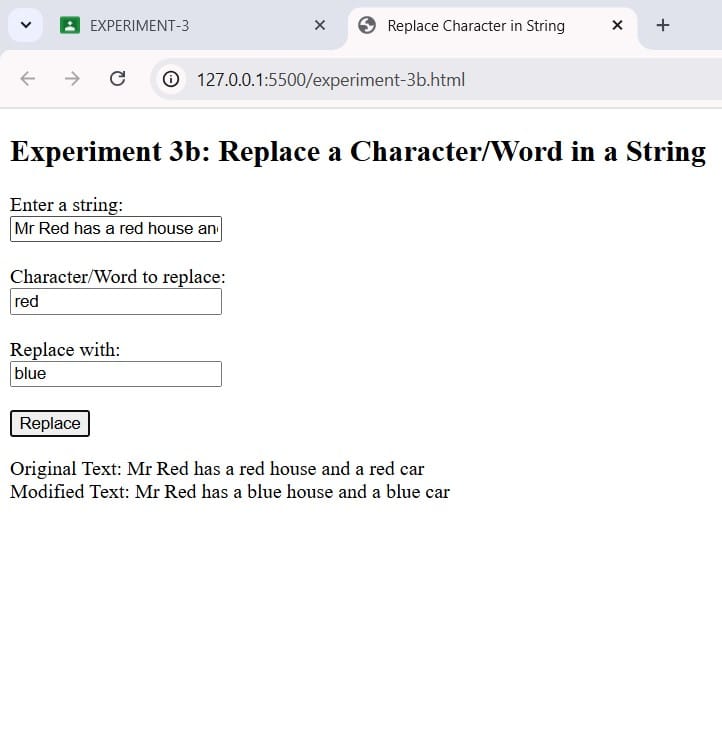 EXPERIMENT-3
Replace Character in String
127.0.0.1:5500/experiment-3b.html
Experiment 3b: Replace a Character/Word in a String
Enter a string:
Mr Red has a red house an
Character/Word to replace:
red
Replace with:
blue
Replace
Original Text: Mr Red has a red house and a red car
Modified Text: Mr Red has a blue house and a blue car